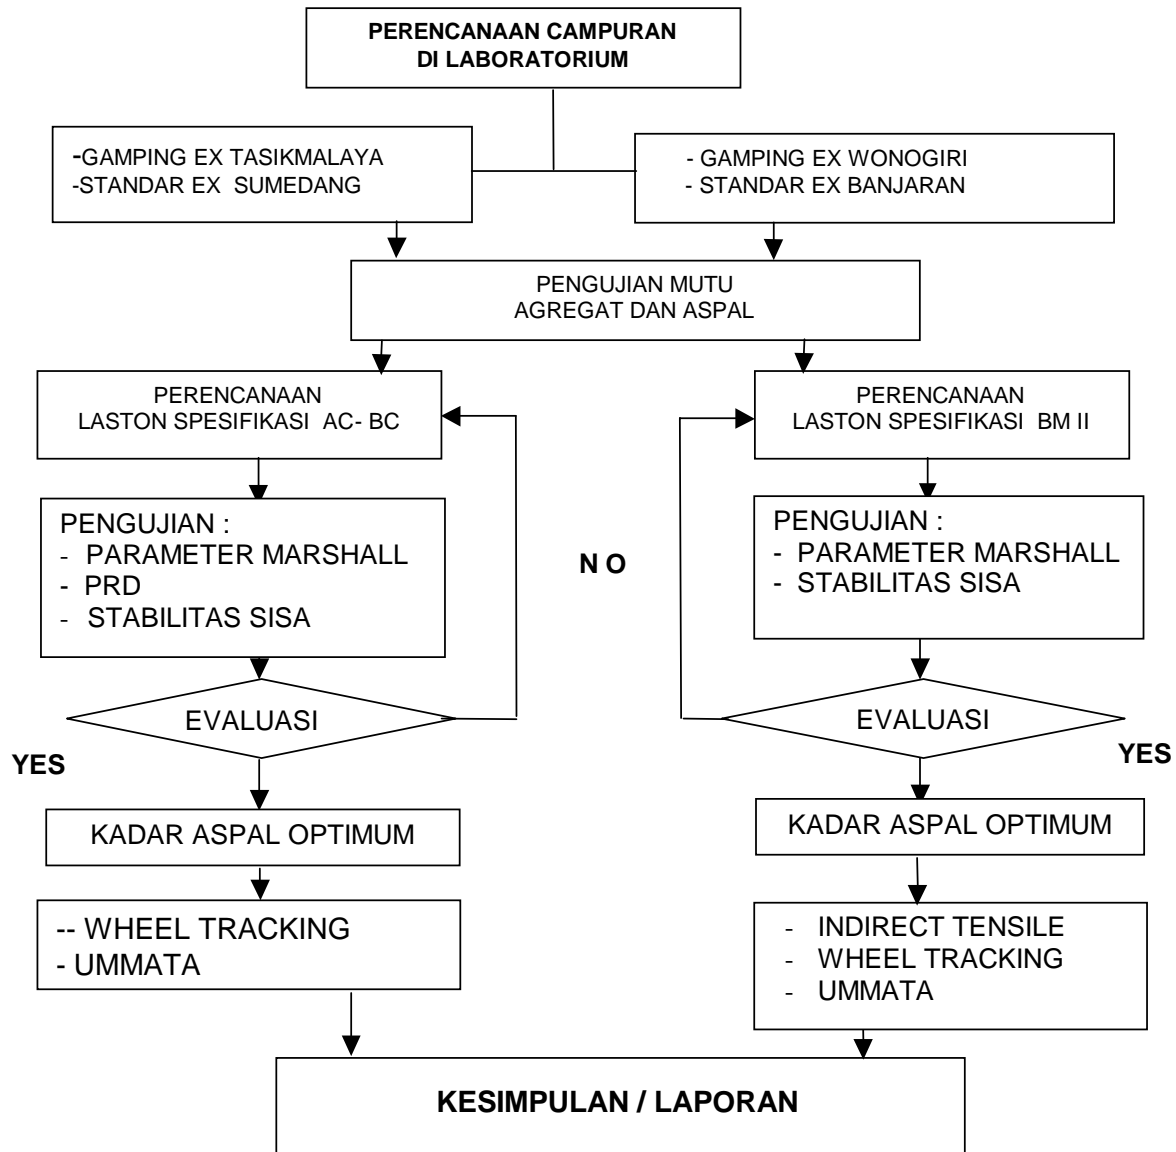 PERENCANAAN CAMPURAN
DI LABORATORIUM
-GAMPING EX TASIKMALAYA
-STANDAR EX SUMEDANG
- GAMPING EX WONOGIRI
- STANDAR EX BANJARAN
PENGUJIAN MUTU
AGREGAT DAN ASPAL
PERENCANAAN
LASTON SPESIFIKASI AC- BC
PERENCANAAN
LASTON SPESIFIKASI BM II
PENGUJIAN :
- PARAMETER MARSHALL
- PRD
- STABILITAS SISA
N O
PENGUJIAN :
- PARAMETER MARSHALL
- STABILITAS SISA
EVALUASI
EVALUASI
YES
YES
KADAR ASPAL OPTIMUM
KADAR ASPAL OPTIMUM
-- WHEEL TRACKING
- UMMATA
- INDIRECT TENSILE
- WHEEL TRACKING
- UMMATA
KESIMPULAN / LAPORAN